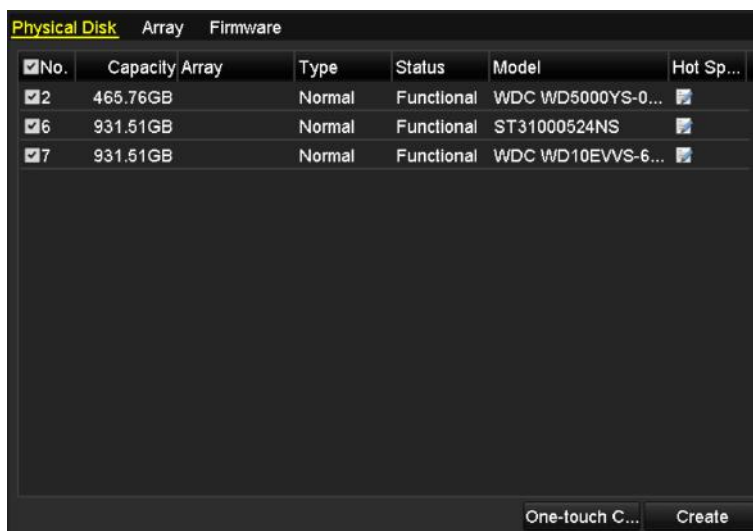 Physical Disk Array Firmware
No. Capacity Array Type Status Model Hot Sp...
2 465.76GB Normal Functional WDC WD5000YS-0...
6 931.51GB Normal Functional ST31000524NS
7 931.51GB Normal Functional WDC WD10EVVS-6...
One-touch C... Create